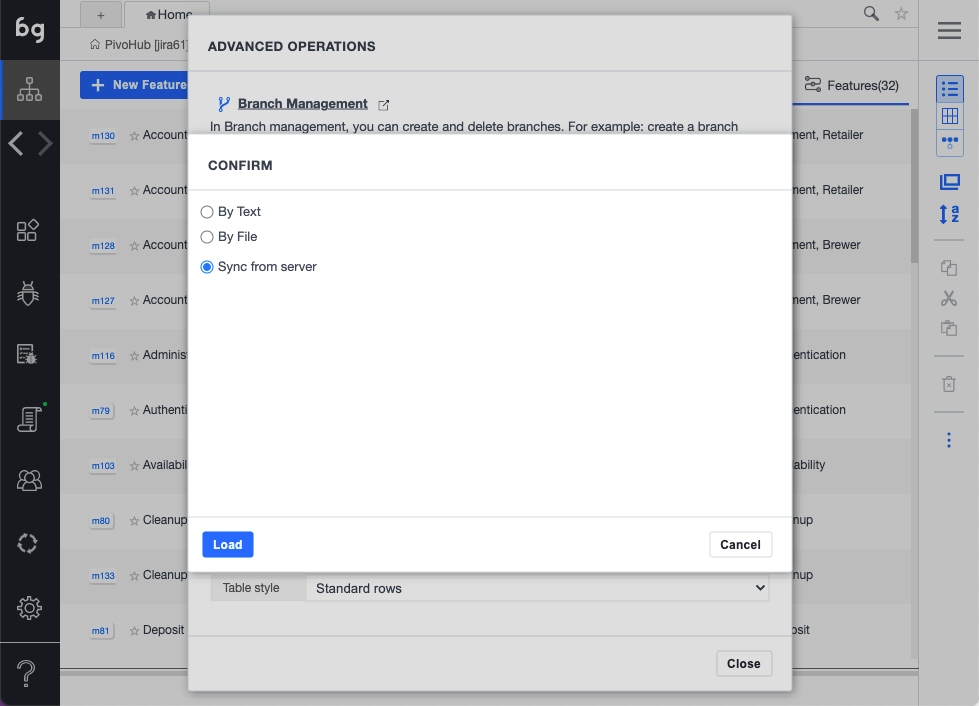 bg
+
Home
PivoHub [jira61]
ADVANCED OPERATIONS
+ New Feature
Features(32)
Branch Management
In Branch management, you can create and delete branches. For example: create a branch
CONFIRM
By Text
By File
Sync from server
m130 Account
ment, Retailer
m131 Account
ment, Retailer
m128 Account
ment, Brewer
m127 Account
ment, Brewer
m116 Adminis
entication
m79 Authenti
entication
m103 Availabil
ability
m80 Cleanup
nup
m133 Cleanup
nup
m81 Deposit
osit
a
z
Load
Cancel
Table style
Standard rows
Close
?